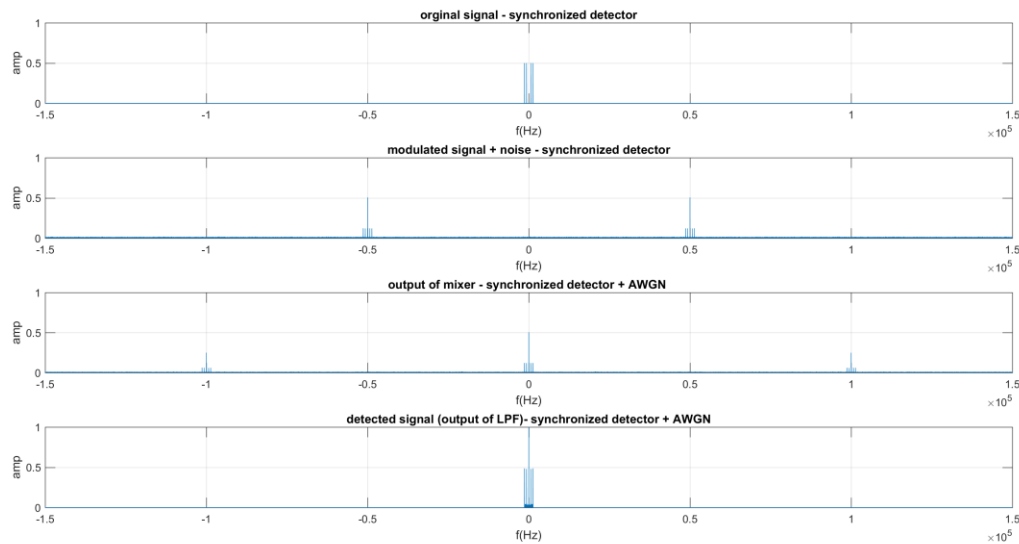 orginal signal - synchronized detector
1
0.5
0
amp
-1.5 -1 -0.5 0 0.5 1 1.5
f(Hz)
×10^5
modulated signal + noise - synchronized detector
1
0.5
0
amp
-1.5 -1 -0.5 0 0.5 1 1.5
f(Hz)
×10^5
output of mixer - synchronized detector + AWGN
1
0.5
0
amp
-1.5 -1 -0.5 0 0.5 1 1.5
f(Hz)
×10^5
detected signal (output of LPF)- synchronized detector + AWGN
1
0.5
0
amp
-1.5 -1 -0.5 0 0.5 1 1.5
f(Hz)
×10^5